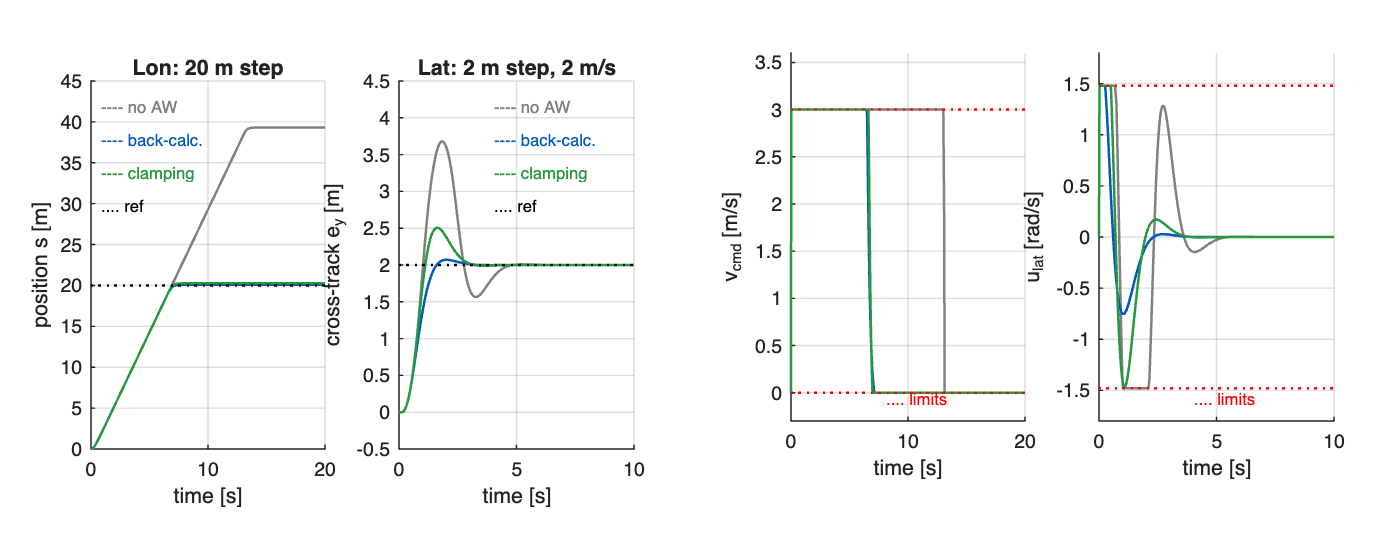 Lon: 20 m step
45
40
35
30
25
20
15
10
5
0
position s [m]
---- no AW
---- back-calc.
---- clamping
.... ref
0
10
20
time [s]
Lat: 2 m step, 2 m/s
4.5
4
3.5
3
2.5
2
1.5
1
0.5
0
-0.5
cross-track e_y [m]
---- no AW
---- back-calc.
---- clamping
.... ref
0
5
10
time [s]
3.5
3
2.5
2
1.5
1
0.5
0
v_cmd [m/s]
.... limits
0
10
20
time [s]
1.5
1
0.5
0
-0.5
-1
-1.5
u_lat [rad/s]
.... limits
0
5
10
time [s]